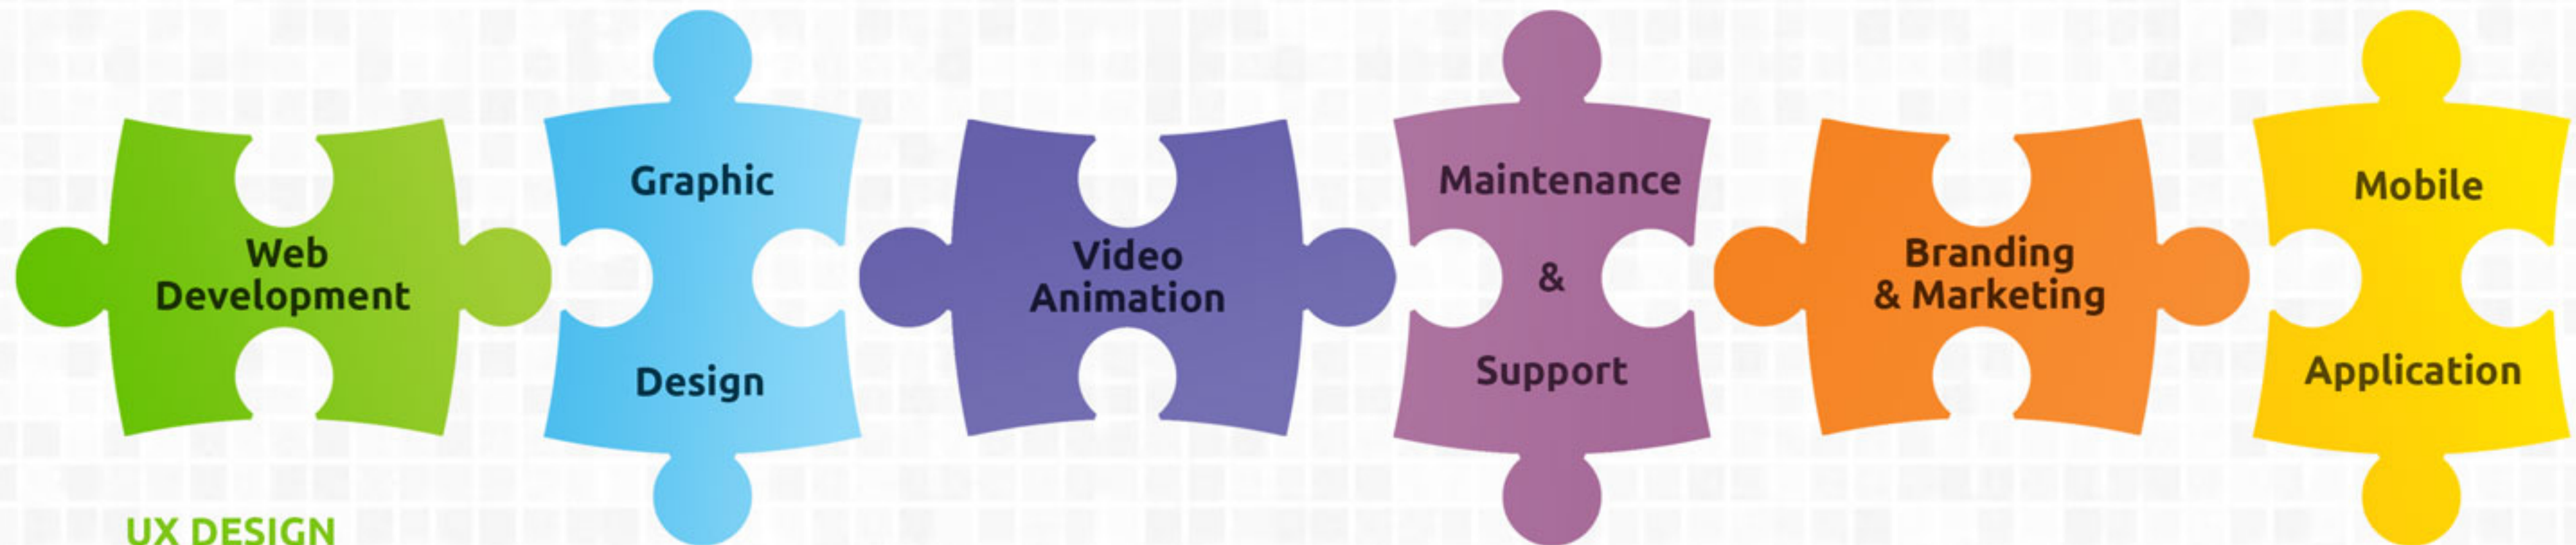 Web
Development
Graphic
Design
Video
Animation
Maintenance
&
Support
Branding
& Marketing
Mobile
Application
UX DESIGN